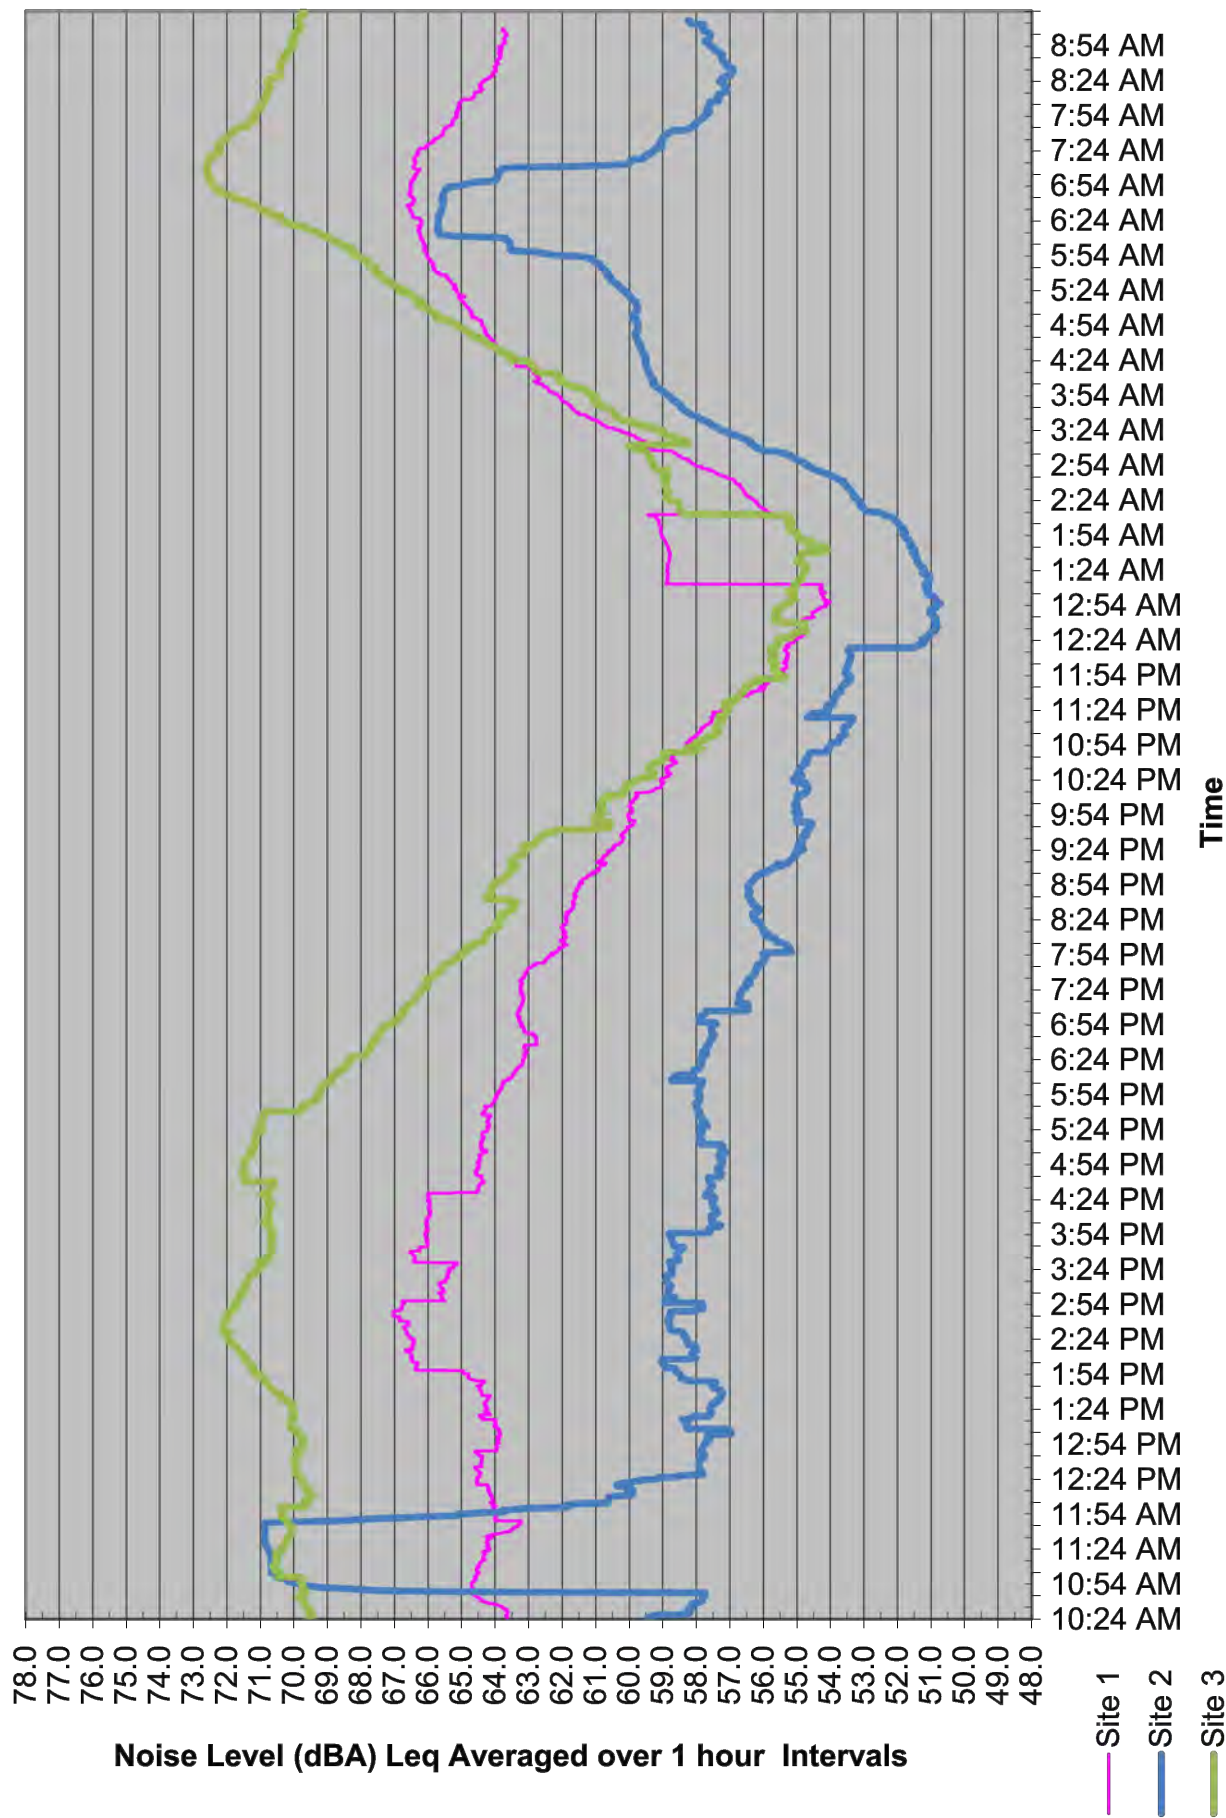 Noise Level (dBA) Leq Averaged over 1 hour Intervals
78.0
77.0
76.0
75.0
74.0
73.0
72.0
71.0
70.0
69.0
68.0
67.0
66.0
65.0
64.0
63.0
62.0
61.0
60.0
59.0
58.0
57.0
56.0
55.0
54.0
53.0
52.0
51.0
50.0
49.0
48.0
10:24 AM
10:54 AM
11:24 AM
11:54 AM
12:24 PM
12:54 PM
1:24 PM
1:54 PM
2:24 PM
2:54 PM
3:24 PM
3:54 PM
4:24 PM
4:54 PM
5:24 PM
5:54 PM
6:24 PM
6:54 PM
7:24 PM
7:54 PM
8:24 PM
8:54 PM
9:24 PM
9:54 PM
10:24 PM
10:54 PM
11:24 PM
11:54 PM
12:24 AM
12:54 AM
1:24 AM
1:54 AM
2:24 AM
2:54 AM
3:24 AM
3:54 AM
4:24 AM
4:54 AM
5:24 AM
5:54 AM
6:24 AM
6:54 AM
7:24 AM
7:54 AM
8:24 AM
8:54 AM
Time
Site 1
Site 2
Site 3